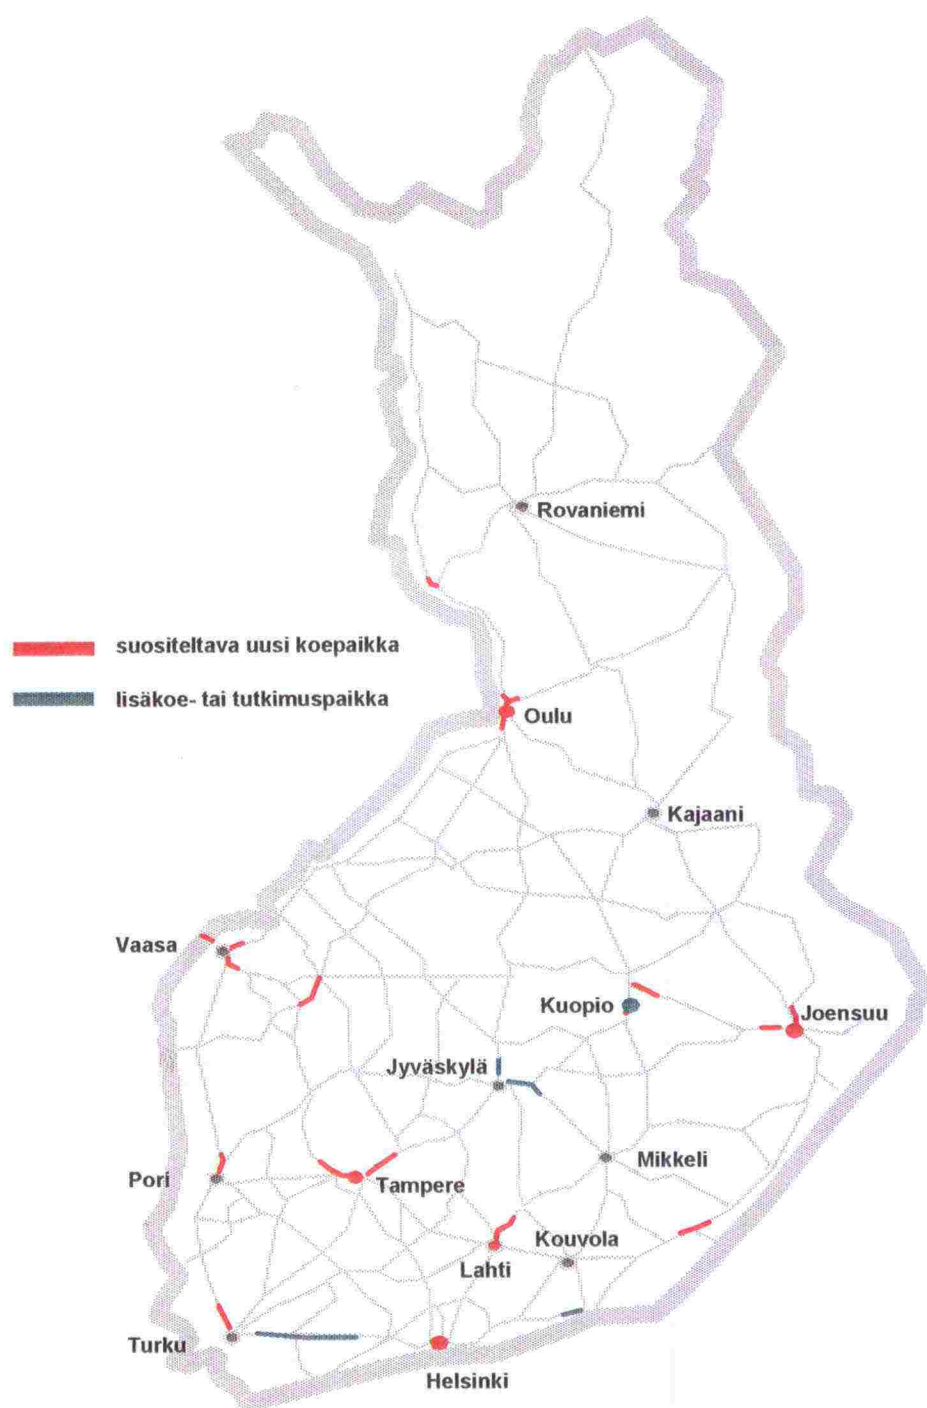 Rovaniemi
suositeltava uusi koepaikka
lisäkoe- tai tutkimuspaikka
Oulu
Kajaani
Vaasa
Kuopio
Joensuu
Jyväskylä
Mikkeli
Pori
Tampere
Kouvola
Lahti
Turku
Helsinki